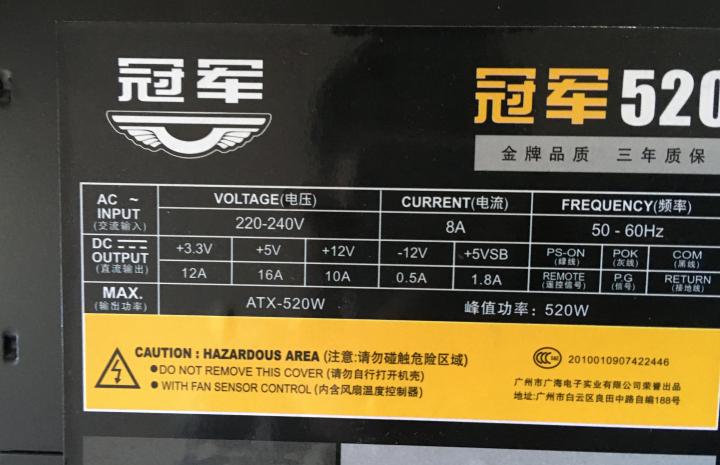 冠军
冠军520
金牌品质 三年质保
AC ~ INPUT (交流输入) VOLTAGE(电压) CURRENT(电流) FREQUENCY(频率)
220-240V 8A 50 - 60Hz
DC OUTPUT (直流输出) +3.3V +5V +12V -12V +5VSB PS-ON (绿线) POK (灰线) COM (黑线)
12A 16A 10A 0.5A 1.8A REMOTE (遥控信号) P.G (信号) RETURN (接地线)
MAX. (输出功率) ATX-520W 峰值功率：520W
CAUTION : HAZARDOUS AREA (注意:请勿碰触危险区域)
●DO NOT REMOVE THIS COVER (请勿自行打开机壳)
● WITH FAN SENSOR CONTROL (内含风扇温度控制器)
CCC 2010010907422446
广州市广海电子实业有限公司荣誉出品
地址:广州市白云区良田中路自编188号